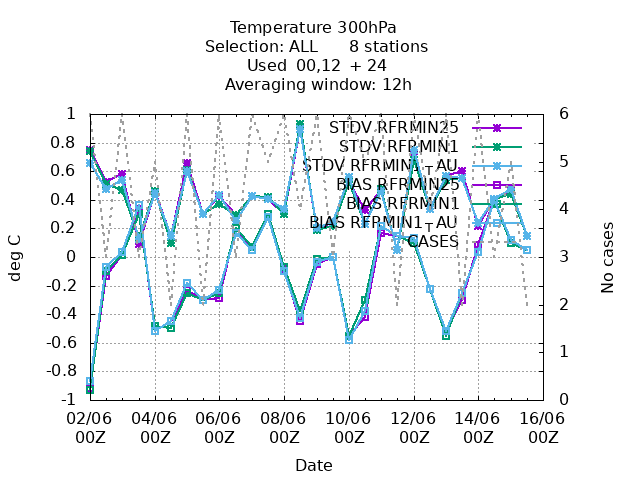 Temperature 300hPa
Selection: ALL 8 stations
Used 00,12 + 24
Averaging window: 12h
STDV RFRMIN25
STDV RFRMIN1
STDV RFRMIN1_AU
BIAS RFRMIN25
BIAS RFRMIN1
BIAS RFRMIN1_AU
CASES
deg C
1
0.8
0.6
0.4
0.2
0
-0.2
-0.4
-0.6
-0.8
-1
No cases
6
5
4
3
2
1
0
02/06 04/06 06/06 08/06 10/06 12/06 14/06 16/06
00Z 00Z 00Z 00Z 00Z 00Z 00Z 00Z
Date